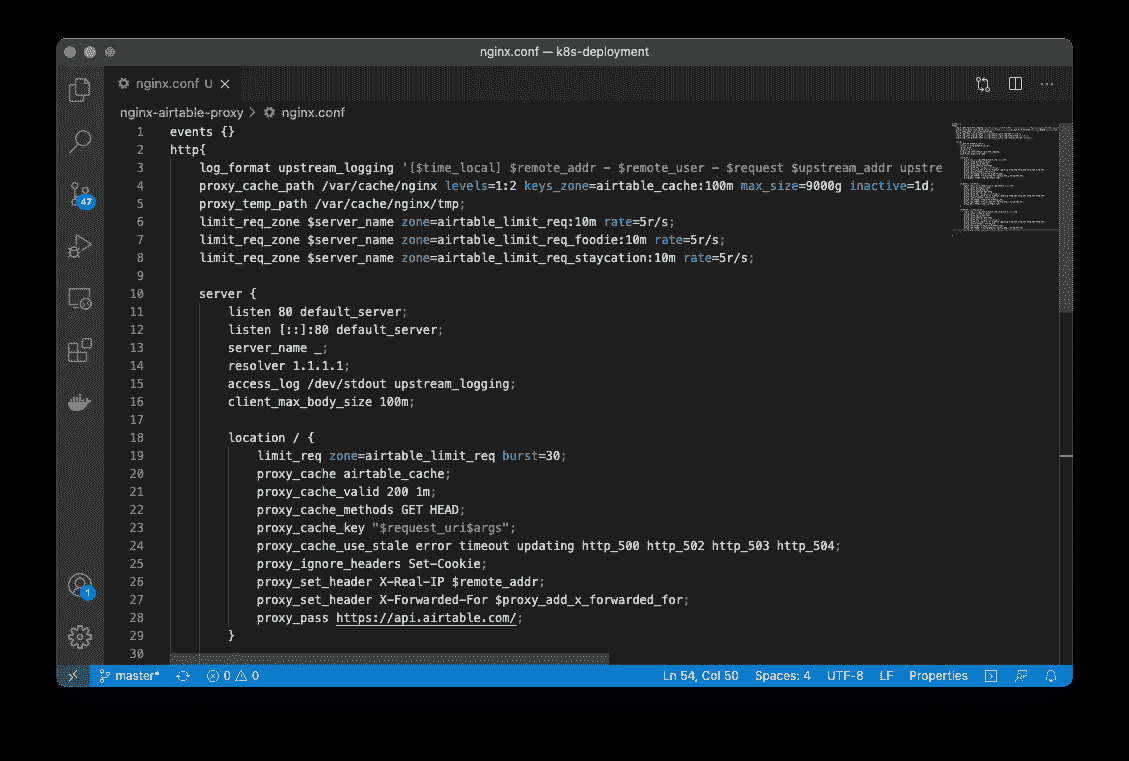 nginx.conf — k8s-deployment
nginx.conf U ×
nginx-airtable-proxy > nginx.conf
1 events {}
2 http{
3 log_format upstream_logging '[$time_local] $remote_addr - $remote_user - $request $upstream_addr upstre
4 proxy_cache_path /var/cache/nginx levels=1:2 keys_zone=airtable_cache:100m max_size=9000g inactive=1d;
5 proxy_temp_path /var/cache/nginx/tmp;
6 limit_req_zone $server_name zone=airtable_limit_req:10m rate=5r/s;
7 limit_req_zone $server_name zone=airtable_limit_req_foodie:10m rate=5r/s;
8 limit_req_zone $server_name zone=airtable_limit_req_staycation:10m rate=5r/s;
9
10 server {
11 listen 80 default_server;
12 listen [::]:80 default_server;
13 server_name _;
14 resolver 1.1.1.1;
15 access_log /dev/stdout upstream_logging;
16 client_max_body_size 100m;
17
18 location / {
19 limit_req zone=airtable_limit_req burst=30;
20 proxy_cache airtable_cache;
21 proxy_cache_valid 200 1m;
22 proxy_cache_methods GET HEAD;
23 proxy_cache_key "$request_uri$args";
24 proxy_cache_use_stale error timeout updating http_500 http_502 http_503 http_504;
25 proxy_ignore_headers Set-Cookie;
26 proxy_set_header X-Real-IP $remote_addr;
27 proxy_set_header X-Forwarded-For $proxy_add_x_forwarded_for;
28 proxy_pass https://api.airtable.com/;
29 }
30
47
1
master* 0 0 Ln 54, Col 50 Spaces: 4 UTF-8 LF Properties